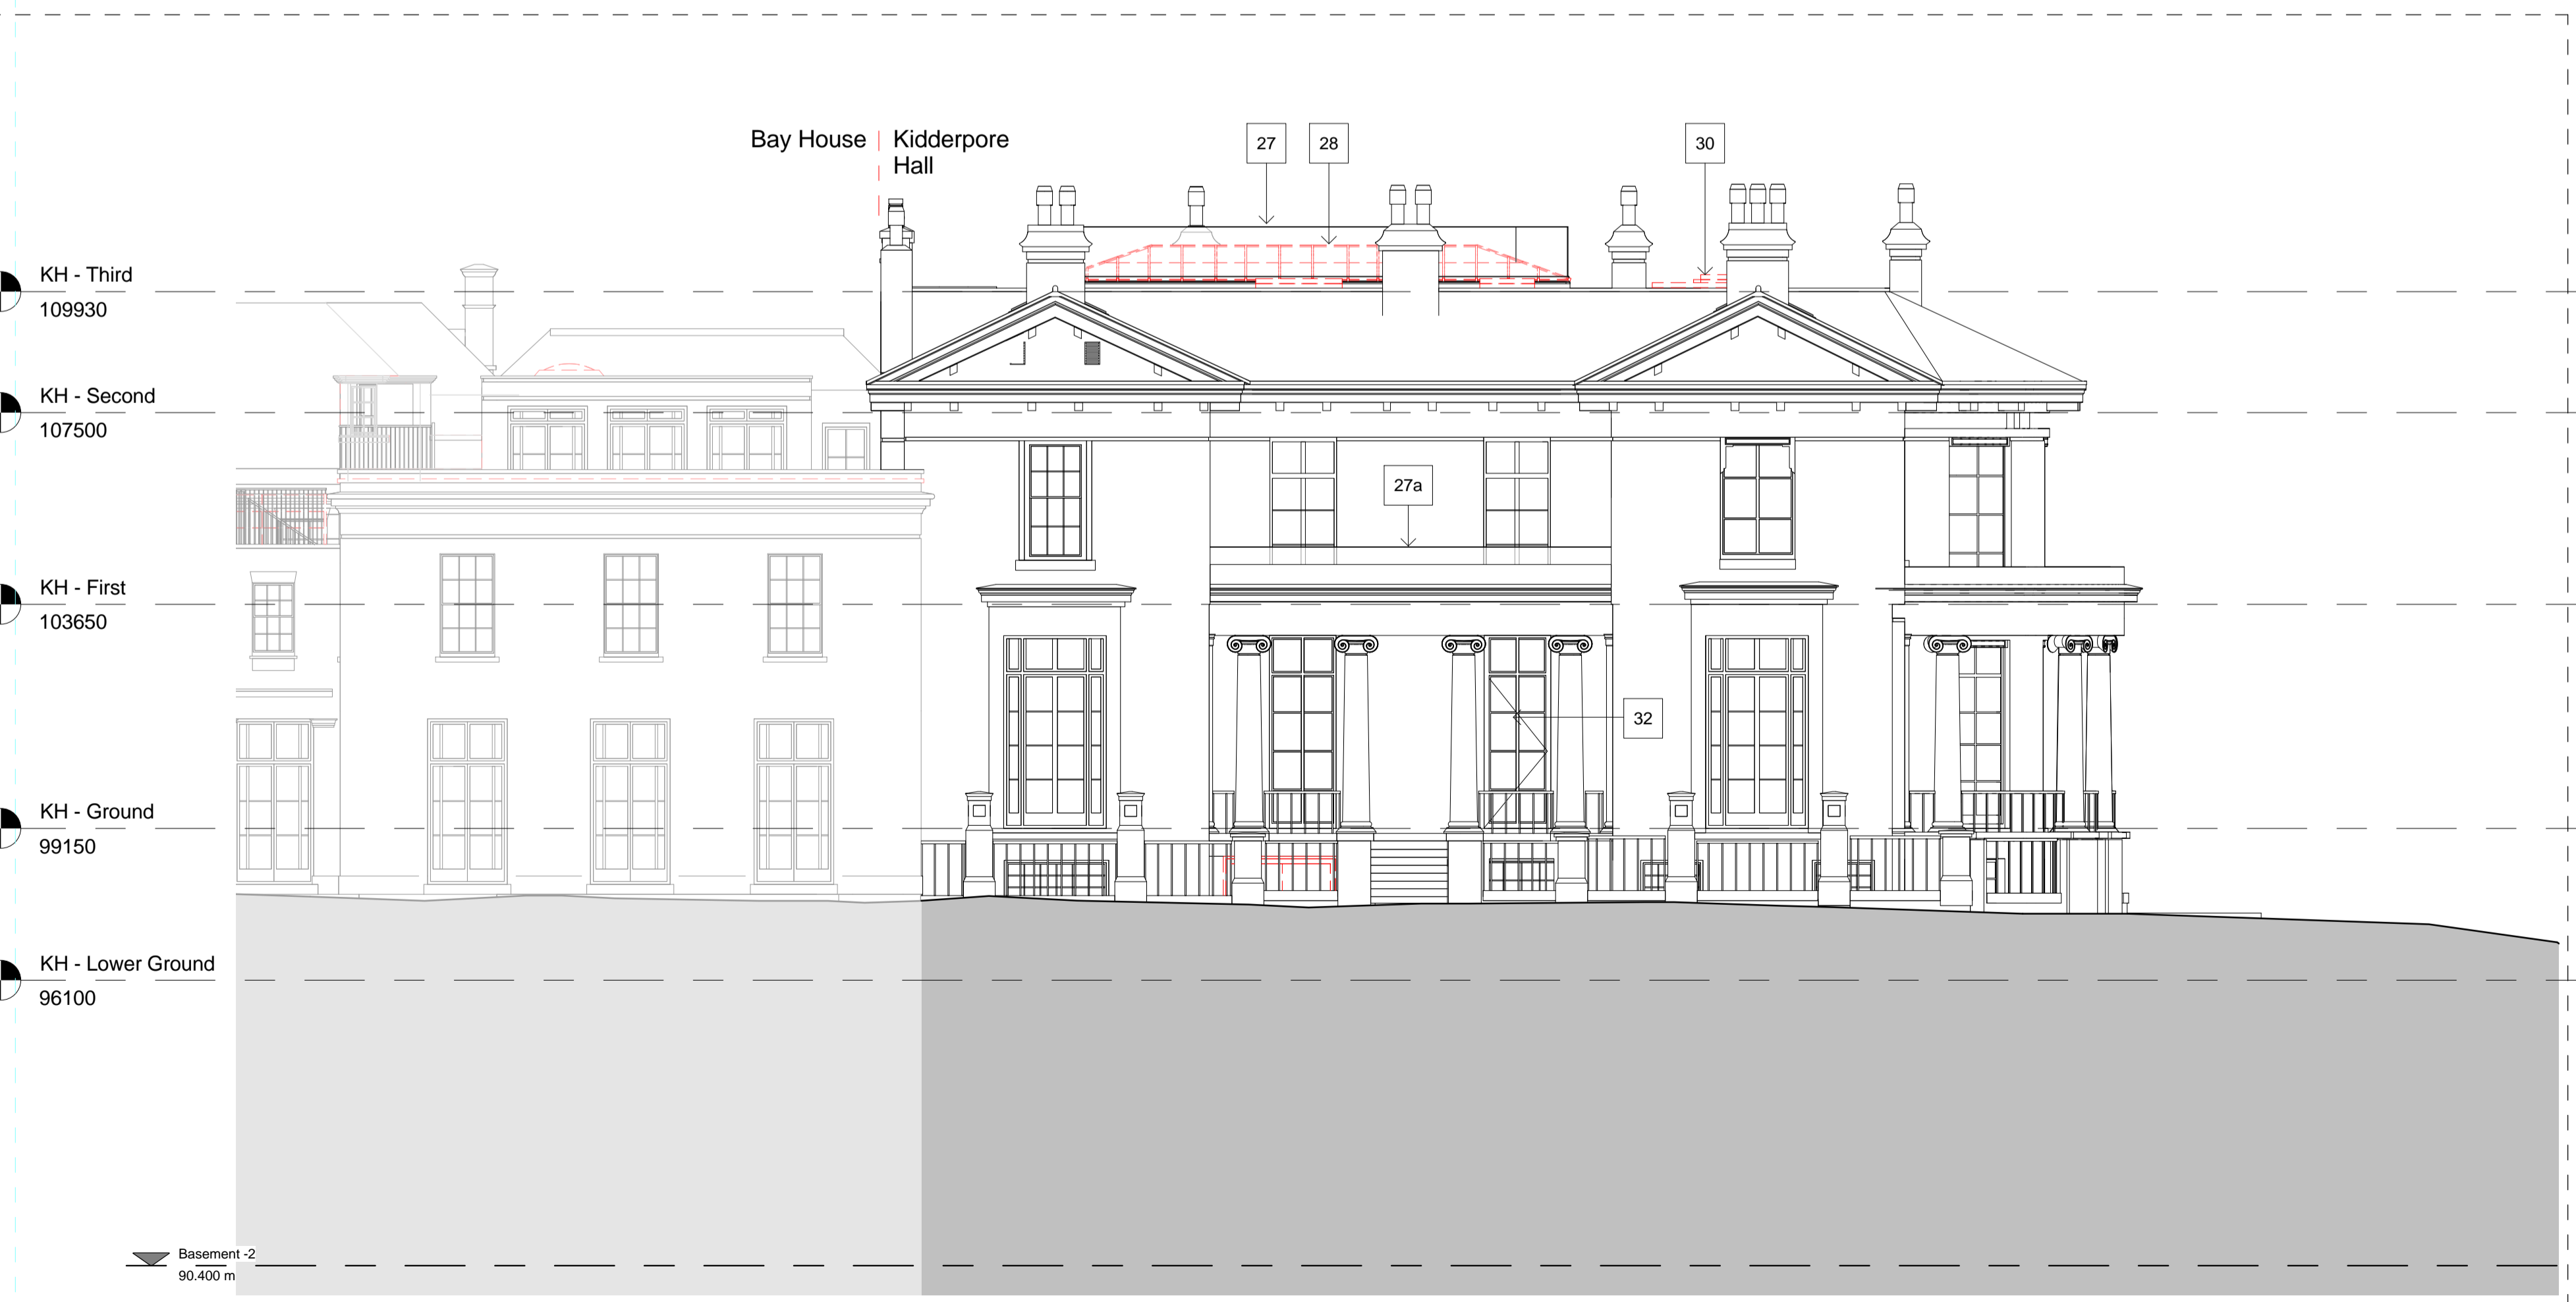 Bay House
Kidderpore
Hall
27
28
30
KH - Third
109930
KH - Second
107500
27a
KH - First
103650
32
KH - Ground
99150
KH - Lower Ground
96100
Basement -2
90.400 m